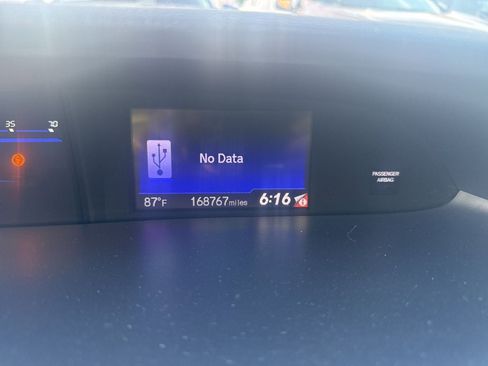 35 70
No Data
87°F 168767miles 6:16
PASSENGER
AIRBAG